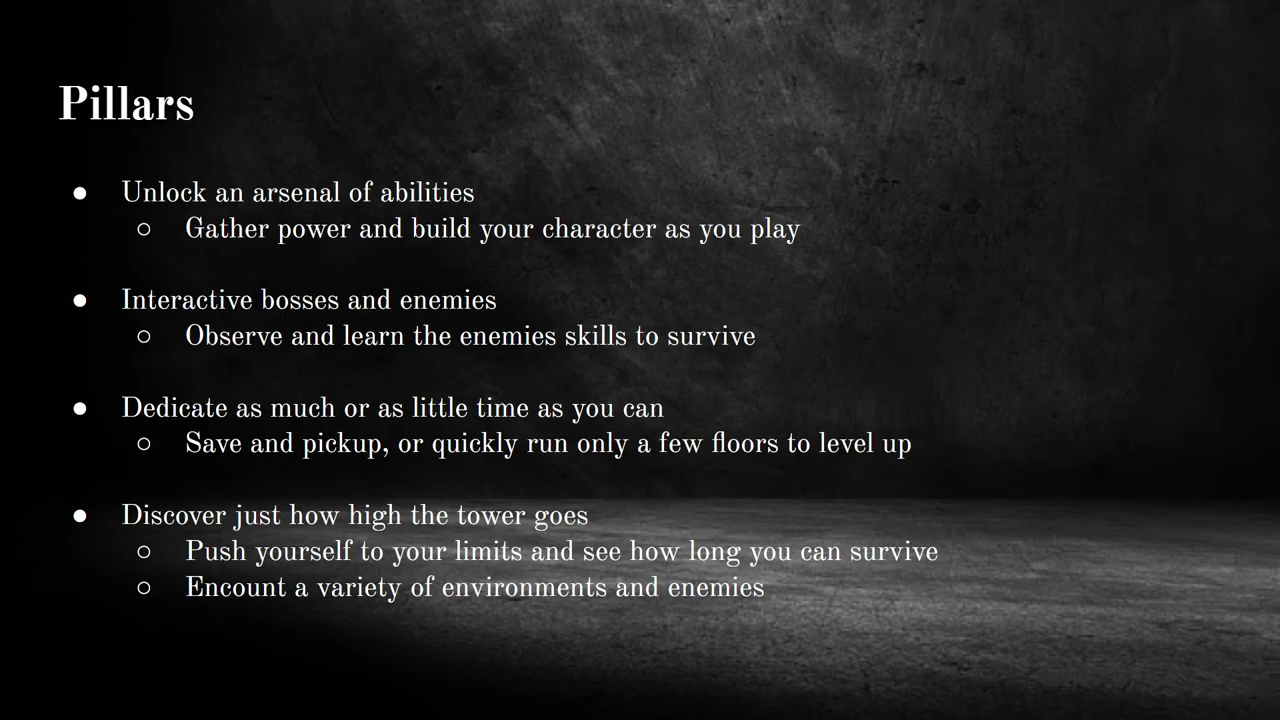 Pillars
● Unlock an arsenal of abilities
○ Gather power and build your character as you play
● Interactive bosses and enemies
○ Observe and learn the enemies skills to survive
● Dedicate as much or as little time as you can
○ Save and pickup, or quickly run only a few floors to level up
● Discover just how high the tower goes
○ Push yourself to your limits and see how long you can survive
○ Encount a variety of environments and enemies